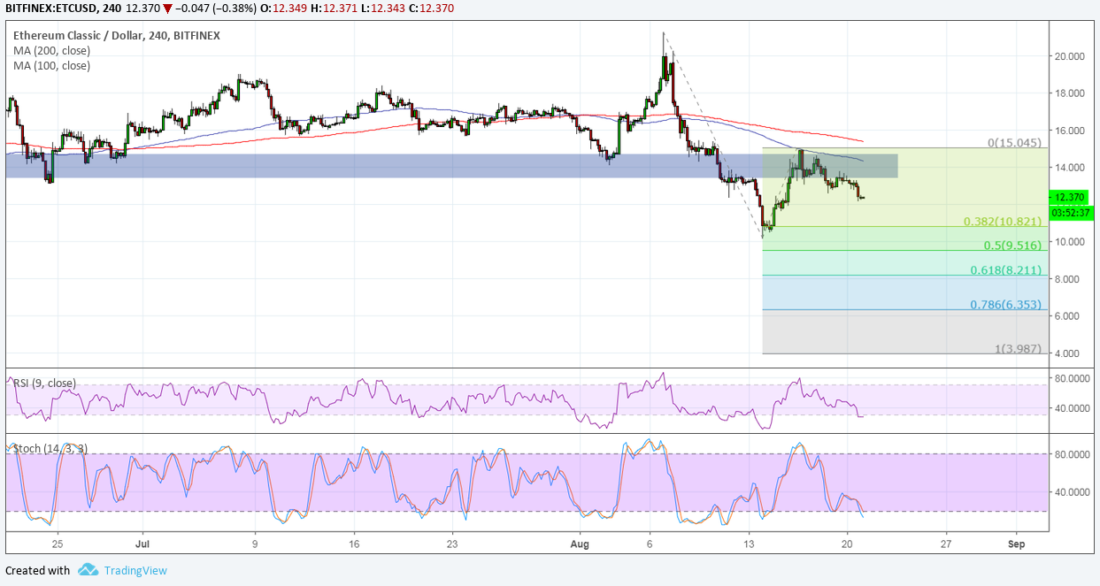 BITFINEX:ETCUSD, 240 12.370 ▼ −0.047 (−0.38%) O:12.349 H:12.371 L:12.343 C:12.370
Ethereum Classic / Dollar, 240, BITFINEX
MA (200, close)
MA (100, close)
20.000
18.000
16.000
0(15.045)
14.000
12.370
03:52:37
0.382(10.821)
10.000
0.5(9.516)
0.618(8.211)
8.000
0.786(6.353)
6.000
1(3.987)
4.000
RSI (9, close)
80.0000
40.0000
Stoch (14, 3, 3)
80.0000
40.0000
25 Jul 9 16 23 Aug 6 13 20 27 Sep
Created with TradingView